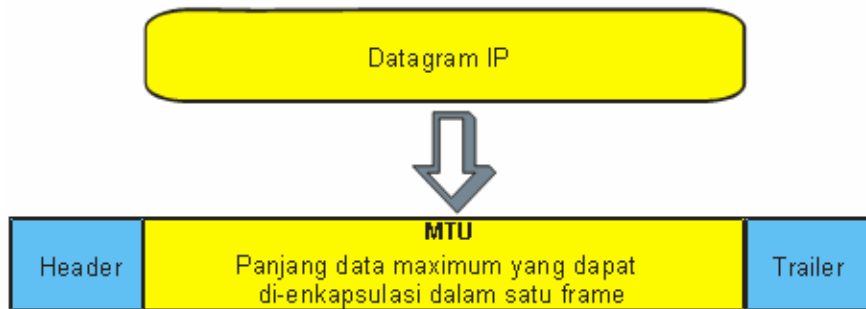 Datagram IP
MTU
Header
Panjang data maximum yang dapat
di-enkapsulasi dalam satu frame
Trailer